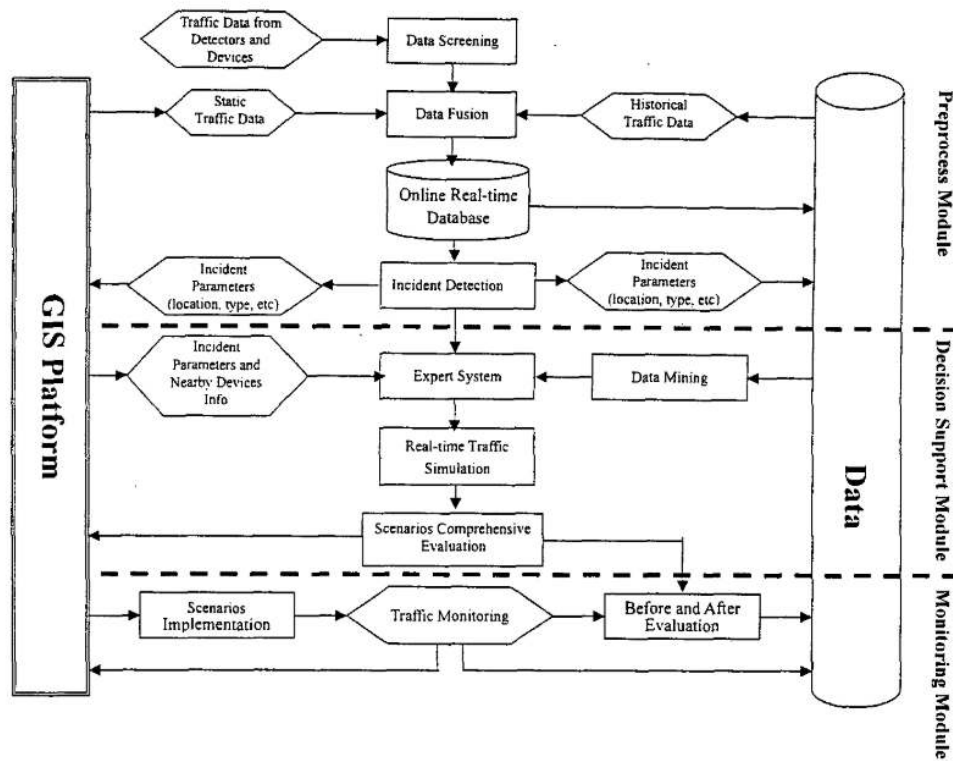 Traffic Data from
Detectors and
Devices
Data Screening
Static
Traffic Data
Data Fusion
Historical
Traffic Data
Online Real-time
Database
Incident
Parameters
(location, type, etc)
Incident Detection
Incident
Parameters
(location, type, etc)
Preprocess Module
Incident
Parameters and
Nearby Devices
Info
Expert System
Data Mining
Real-time Traffic
Simulation
Scenarios Comprehensive
Evaluation
Decision Support Module
GIS Platform
Data
Scenarios
Implementation
Traffic Monitoring
Before and After
Evaluation
Monitoring Module